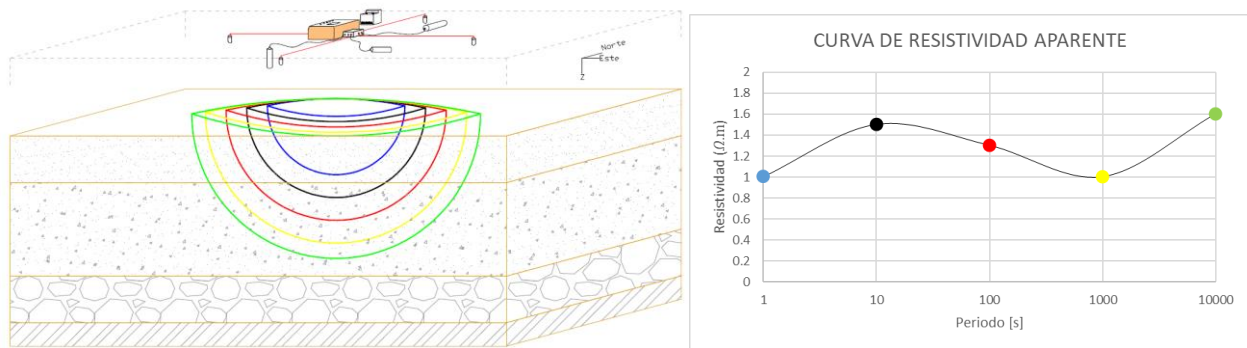 Norte
Este
Z
CURVA DE RESISTIVIDAD APARENTE
Resistividad (Ω.m)
2
1.8
1.6
1.4
1.2
1
0.8
0.6
0.4
0.2
0
1 10 100 1000 10000
Periodo [s]